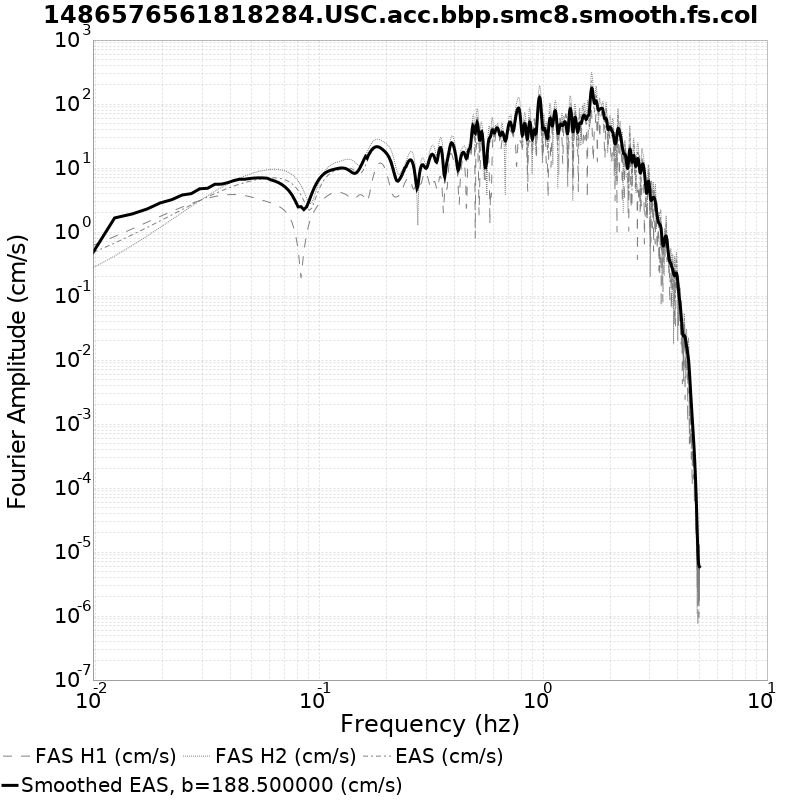 1486576561818284.USC.acc.bbp.smc8.smooth.fs.col
10^3
10^2
10^1
10^0
10^-1
10^-2
10^-3
10^-4
10^-5
10^-6
10^-7
Fourier Amplitude (cm/s)
10^-2 10^-1 10^0 10^1
Frequency (hz)
FAS H1 (cm/s) FAS H2 (cm/s) EAS (cm/s)
Smoothed EAS, b=188.500000 (cm/s)